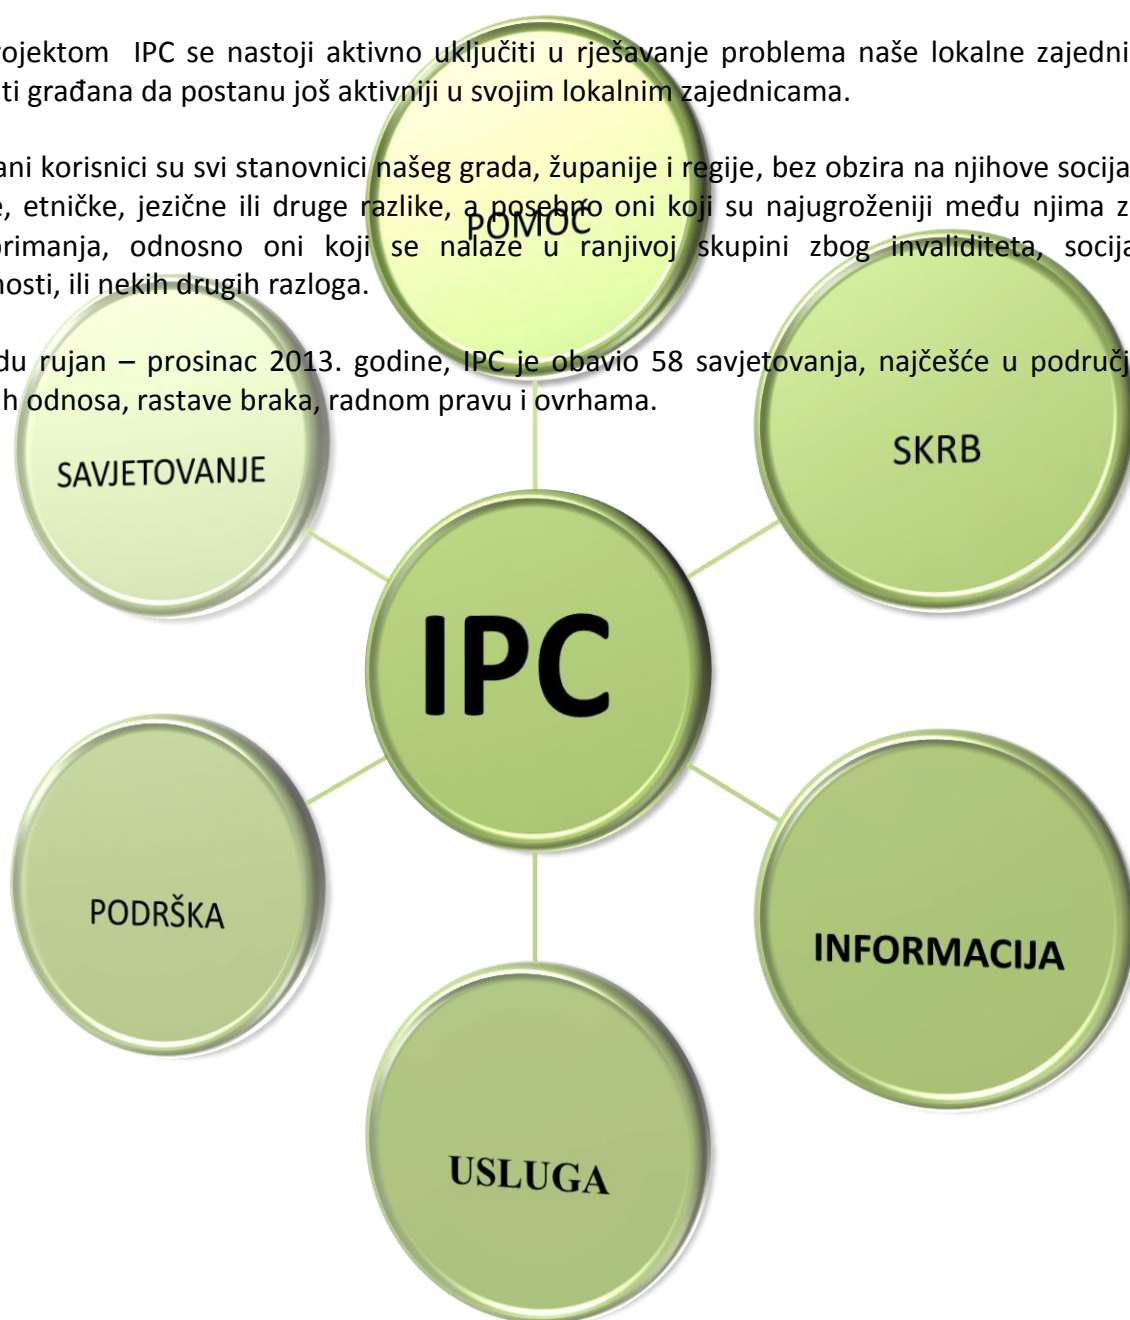 rojektom IPC se nastoji aktivno uključiti u rješavanje problema naše lokalne zajedni
ti građana da postanu još aktivniji u svojim lokalnim zajednicama.
ani korisnici su svi stanovnici našeg grada, županije i regije, bez obzira na njihove socija
e, etničke, jezične ili druge razlike, a posebno oni koji su najugroženiji među njima z
primanja, odnosno oni koji se nalaze u ranjivoj skupini zbog invaliditeta, socija
nosti, ili nekih drugih razloga.
du rujan – prosinac 2013. godine, IPC je obavio 58 savjetovanja, najčešće u područj
h odnosa, rastave braka, radnom pravu i ovrhama.
POMOĆ
SKRB
SAVJETOVANJE
IPC
PODRŠKA
INFORMACIJA
USLUGA